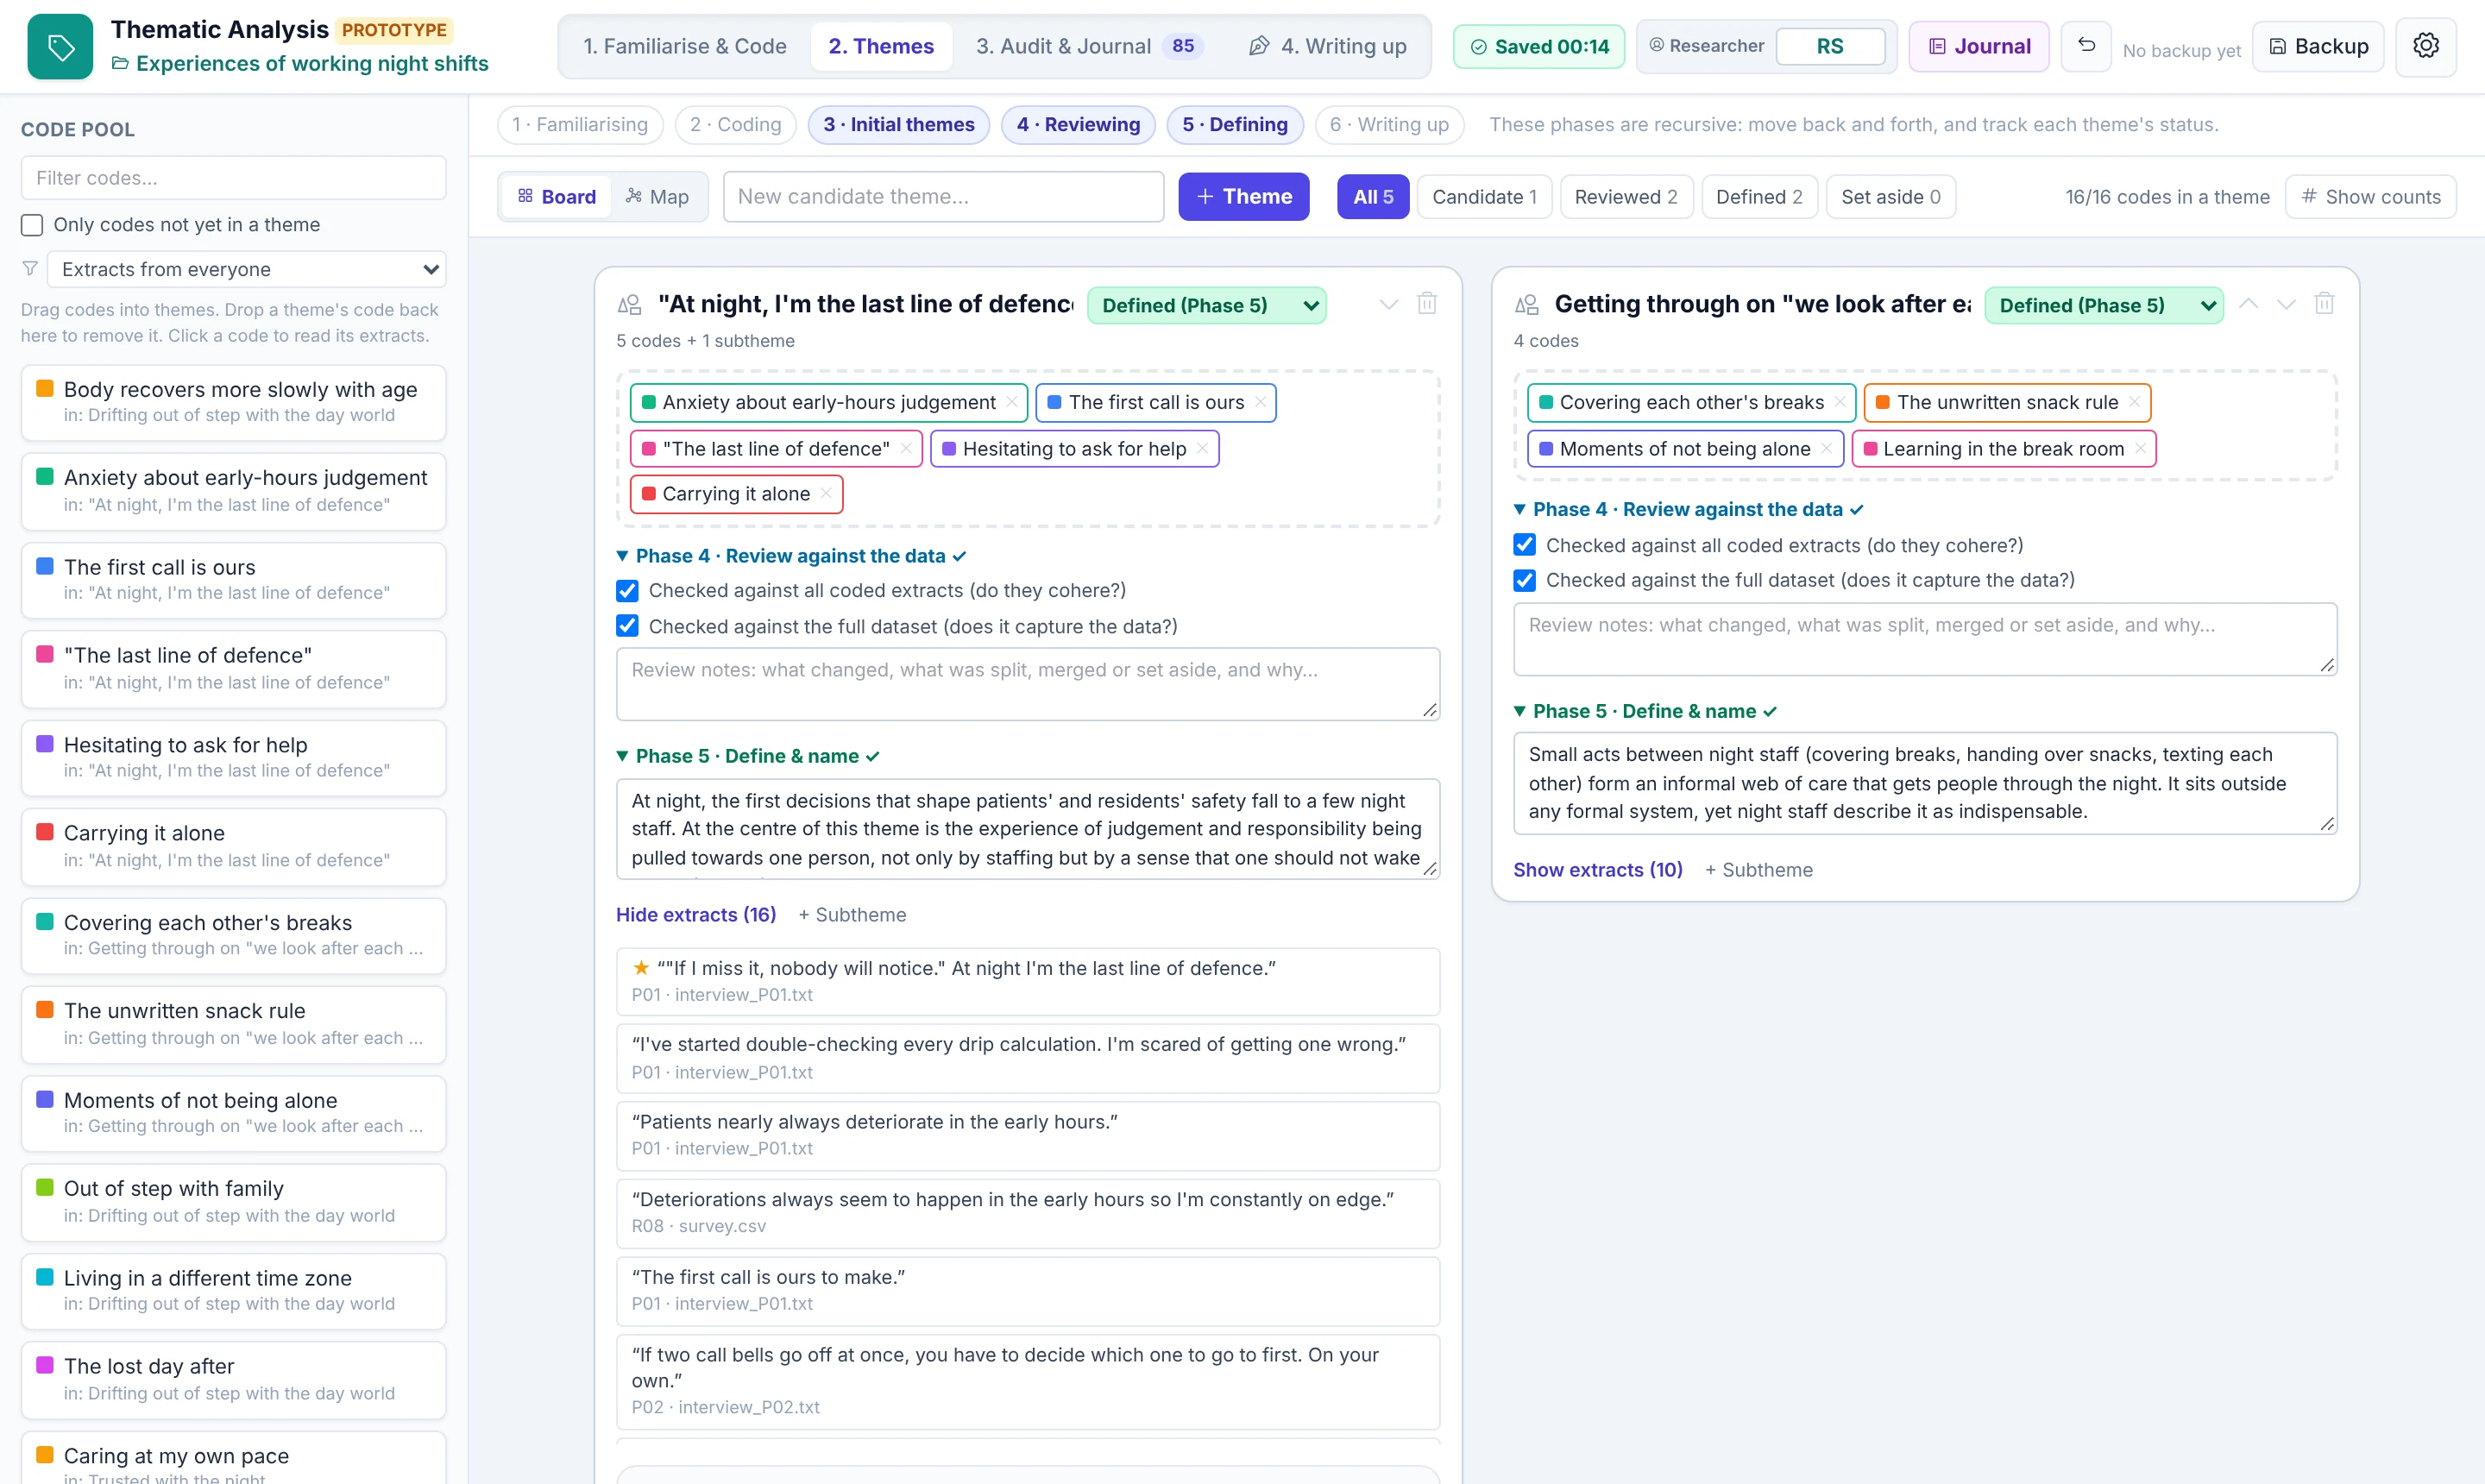 Thematic Analysis PROTOTYPE
Experiences of working night shifts
1. Familiarise & Code
2. Themes
3. Audit & Journal 85
4. Writing up
Saved 00:14
Researcher RS
Journal
No backup yet
Backup
CODE POOL
Filter codes...
Only codes not yet in a theme
Extracts from everyone
Drag codes into themes. Drop a theme's code back
here to remove it. Click a code to read its extracts.
Body recovers more slowly with age
in: Drifting out of step with the day world
Anxiety about early-hours judgement
in: "At night, I'm the last line of defence"
The first call is ours
in: "At night, I'm the last line of defence"
"The last line of defence"
in: "At night, I'm the last line of defence"
Hesitating to ask for help
in: "At night, I'm the last line of defence"
Carrying it alone
in: "At night, I'm the last line of defence"
Covering each other's breaks
in: Getting through on "we look after each ...
The unwritten snack rule
in: Getting through on "we look after each ...
Moments of not being alone
in: Getting through on "we look after each ...
Out of step with family
in: Drifting out of step with the day world
Living in a different time zone
in: Drifting out of step with the day world
The lost day after
in: Drifting out of step with the day world
Caring at my own pace
in: Trusted with the night
1 · Familiarising
2 · Coding
3 · Initial themes
4 · Reviewing
5 · Defining
6 · Writing up
These phases are recursive: move back and forth, and track each theme's status.
Board
Map
New candidate theme...
+ Theme
All 5
Candidate 1
Reviewed 2
Defined 2
Set aside 0
16/16 codes in a theme
# Show counts
"At night, I'm the last line of defenc
Defined (Phase 5)
5 codes + 1 subtheme
Anxiety about early-hours judgement ×
The first call is ours ×
"The last line of defence" ×
Hesitating to ask for help ×
Carrying it alone ×
▼ Phase 4 · Review against the data ✓
Checked against all coded extracts (do they cohere?)
Checked against the full dataset (does it capture the data?)
Review notes: what changed, what was split, merged or set aside, and why...
▼ Phase 5 · Define & name ✓
At night, the first decisions that shape patients' and residents' safety fall to a few night
staff. At the centre of this theme is the experience of judgement and responsibility being
pulled towards one person, not only by staffing but by a sense that one should not wake
Hide extracts (16)
+ Subtheme
★ “"If I miss it, nobody will notice." At night I'm the last line of defence.”
P01 · interview_P01.txt
“I've started double-checking every drip calculation. I'm scared of getting one wrong.”
P01 · interview_P01.txt
“Patients nearly always deteriorate in the early hours.”
P01 · interview_P01.txt
“Deteriorations always seem to happen in the early hours so I'm constantly on edge.”
R08 · survey.csv
“The first call is ours to make.”
P01 · interview_P01.txt
“If two call bells go off at once, you have to decide which one to go to first. On your
own.”
P02 · interview_P02.txt
Getting through on "we look after ea
Defined (Phase 5)
4 codes
Covering each other's breaks ×
The unwritten snack rule ×
Moments of not being alone ×
Learning in the break room ×
▼ Phase 4 · Review against the data ✓
Checked against all coded extracts (do they cohere?)
Checked against the full dataset (does it capture the data?)
Review notes: what changed, what was split, merged or set aside, and why...
▼ Phase 5 · Define & name ✓
Small acts between night staff (covering breaks, handing over snacks, texting each
other) form an informal web of care that gets people through the night. It sits outside
any formal system, yet night staff describe it as indispensable.
Show extracts (10)
+ Subtheme